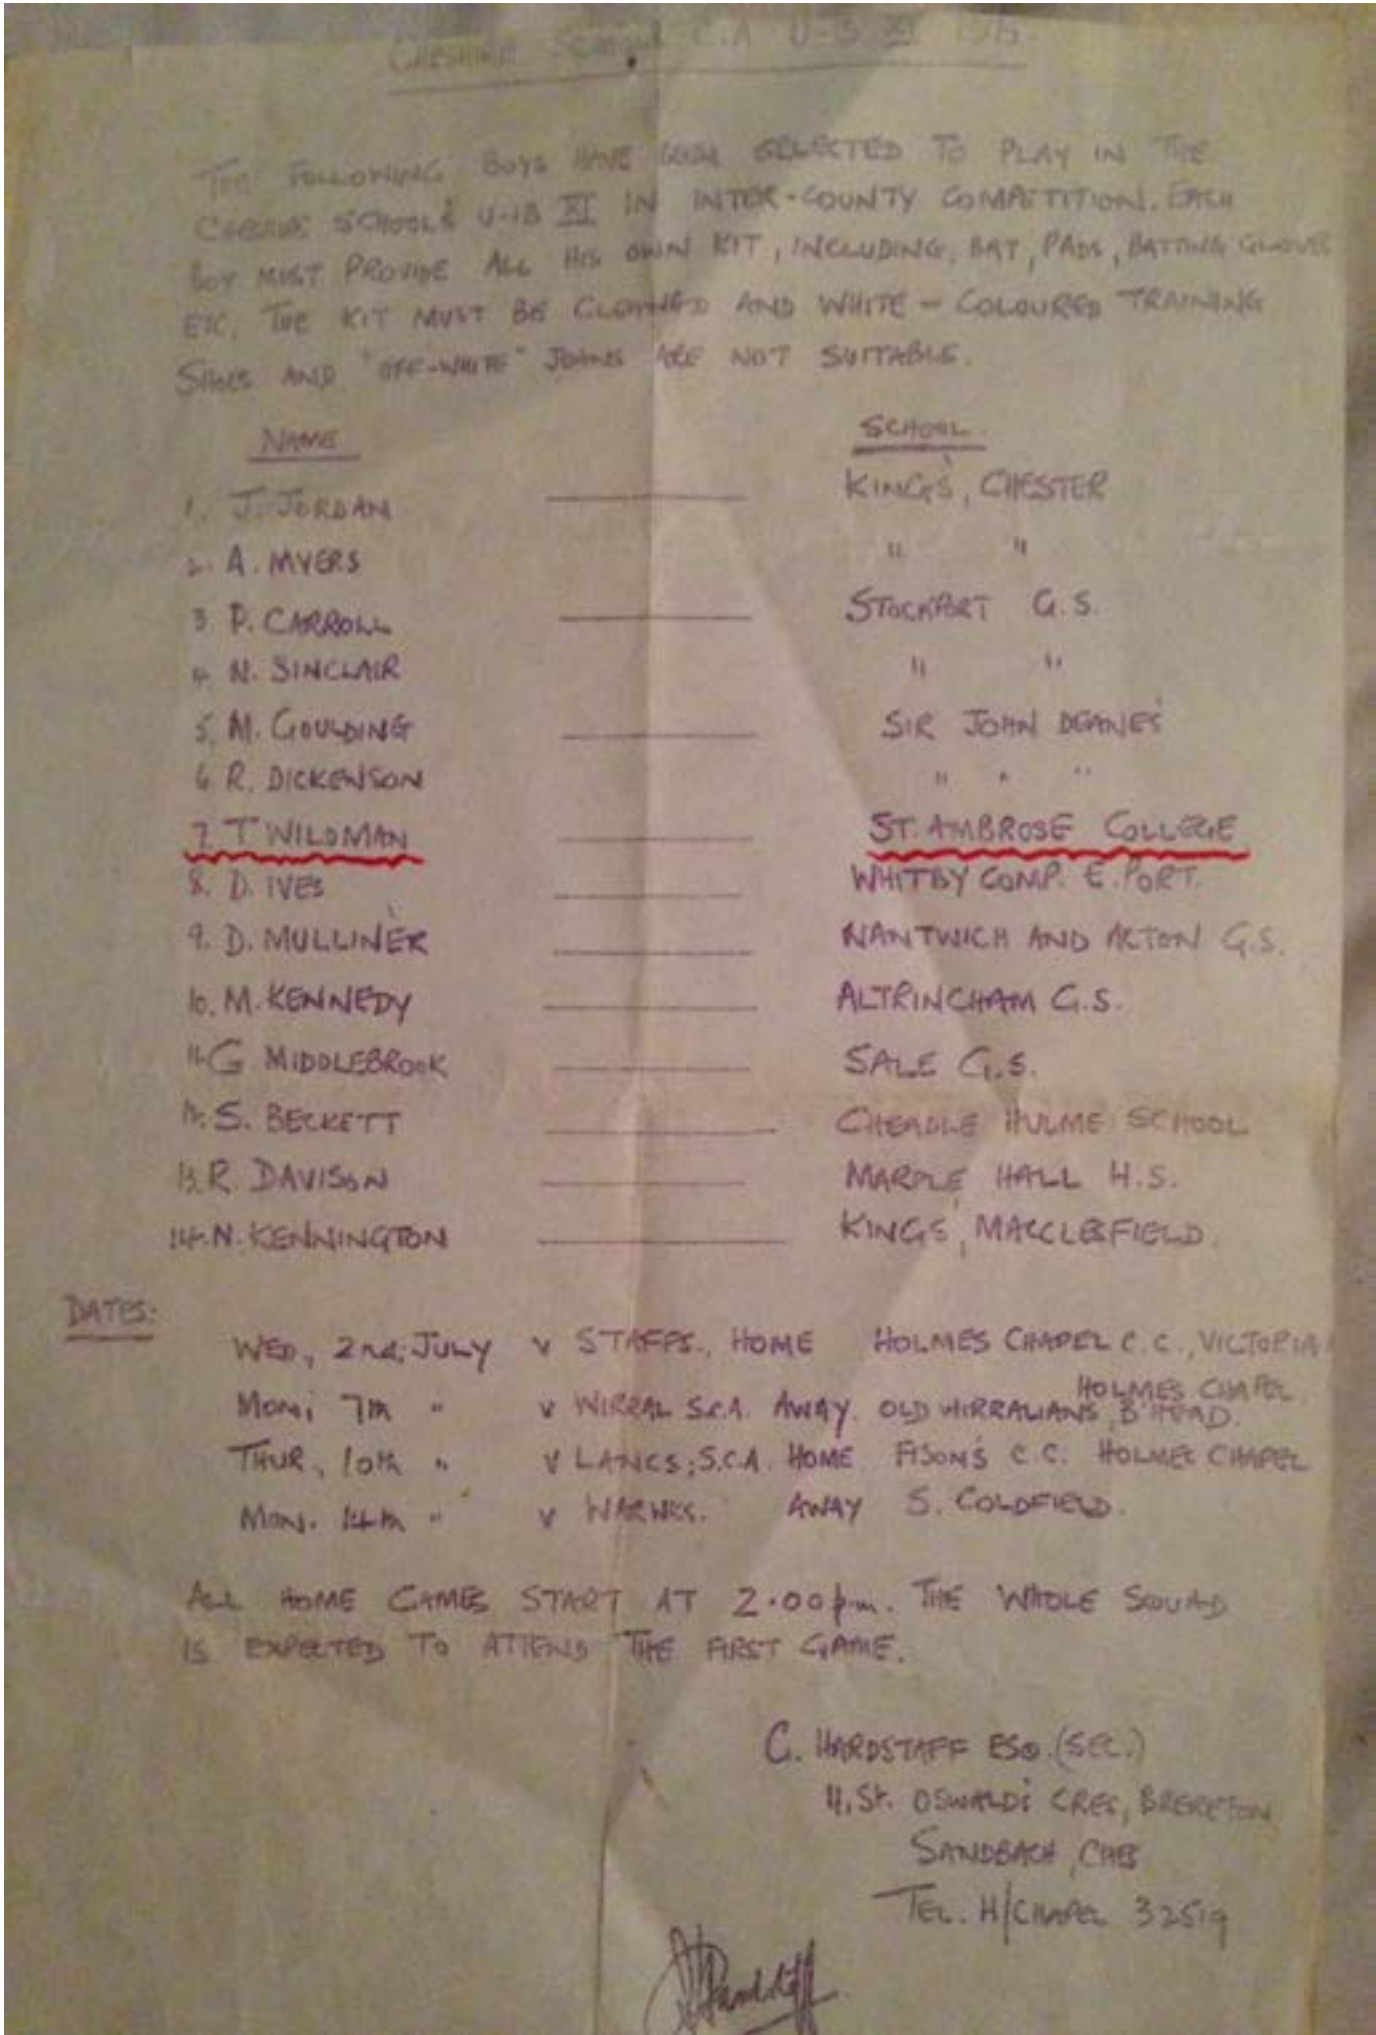 CHESHIRE SCHOOLS C.A U-13 XI 1975
THE FOLLOWING BOYS HAVE BEEN SELECTED TO PLAY IN THE
CHESHIRE SCHOOL'S U-13 XI IN INTER-COUNTY COMPETITION. EACH
BOY MUST PROVIDE ALL HIS OWN KIT, INCLUDING, BAT, PADS, BATTING GLOVES
ETC. THE KIT MUST BE CLEANED AND WHITE - COLOURED TRAINING
SHOES AND "OFF-WHITE" JEANS ARE NOT SUITABLE.
NAME SCHOOL
1. J. JORDAN KING'S, CHESTER
2. A. MYERS " "
3 P. CARROLL STOCKPORT G.S.
4. N. SINCLAIR " "
5. M. GOULDING SIR JOHN DEANE'S
6 R. DICKENSON " " "
7. T WILDMAN ST. AMBROSE COLLEGE
8. D. IVES WHITBY COMP. E. PORT
9. D. MULLINER NANTWICH AND ACTON G.S.
10. M. KENNEDY ALTRINCHAM G.S.
11. G MIDDLEBROOK SALE G.S.
12. S. BECKETT CHEADLE HULME SCHOOL
13. R. DAVISON MARPLE HALL H.S.
14. N. KENNINGTON KING'S, MACCLESFIELD.
DATES:
WED, 2nd, JULY v STAFFS., HOME HOLMES CHAPEL C.C., VICTORIA
HOLMES CHAPEL
MON; 7th " v WIRRAL S.C.A. AWAY. OLD WIRRALIANS, B'HEAD.
THUR, 10th " v LANCS; S.C.A. HOME FISON'S C.C. HOLMES CHAPEL
MON. 14th " v WARWKS. AWAY S. COLDFIELD.
ALL HOME GAMES START AT 2.00 p.m. THE WHOLE SQUAD
IS EXPECTED TO ATTEND THE FIRST GAME.
C. HARDSTAFF ESQ. (SEC.)
11, St. OSWALD'S CRES, BRERETON,
SANDBACH, CHES
TEL. H/CHAPEL 32519